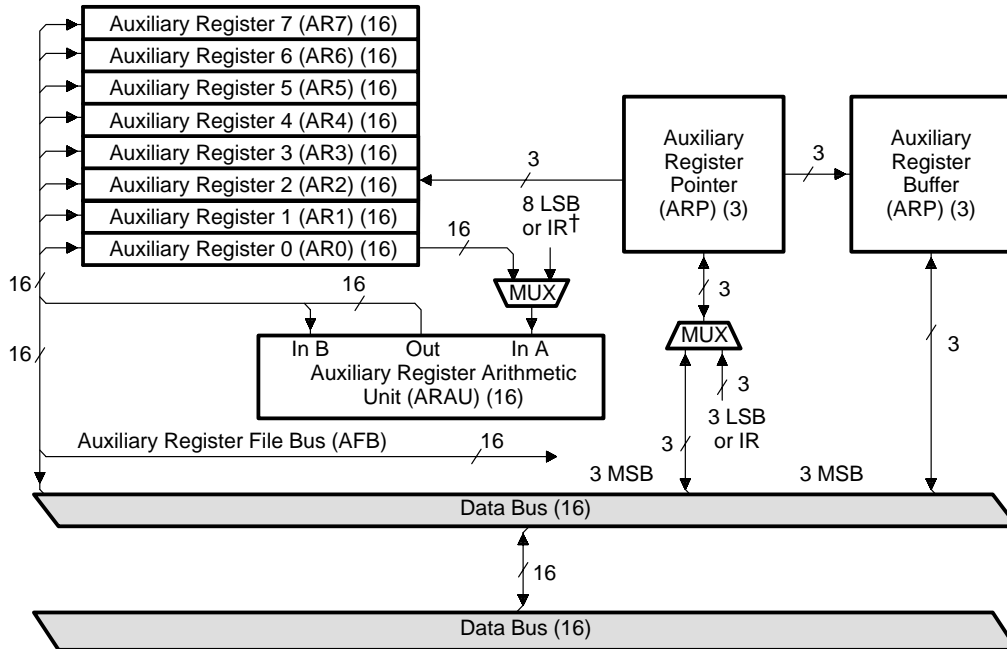 Auxiliary Register 7 (AR7) (16)
Auxiliary Register 6 (AR6) (16)
Auxiliary Register 5 (AR5) (16)
Auxiliary Register 4 (AR4) (16)
Auxiliary Register 3 (AR3) (16)
Auxiliary Register 2 (AR2) (16)
Auxiliary Register 1 (AR1) (16)
Auxiliary Register 0 (AR0) (16)
3
8 LSB
or IR†
16
MUX
Auxiliary
Register
Pointer
(ARP) (3)
3
Auxiliary
Register
Buffer
(ARP) (3)
16
16
16
In B Out In A
Auxiliary Register Arithmetic
Unit (ARAU) (16)
3
MUX
3
3 LSB
or IR
3
3
Auxiliary Register File Bus (AFB)
16
3 MSB
3 MSB
Data Bus (16)
16
Data Bus (16)